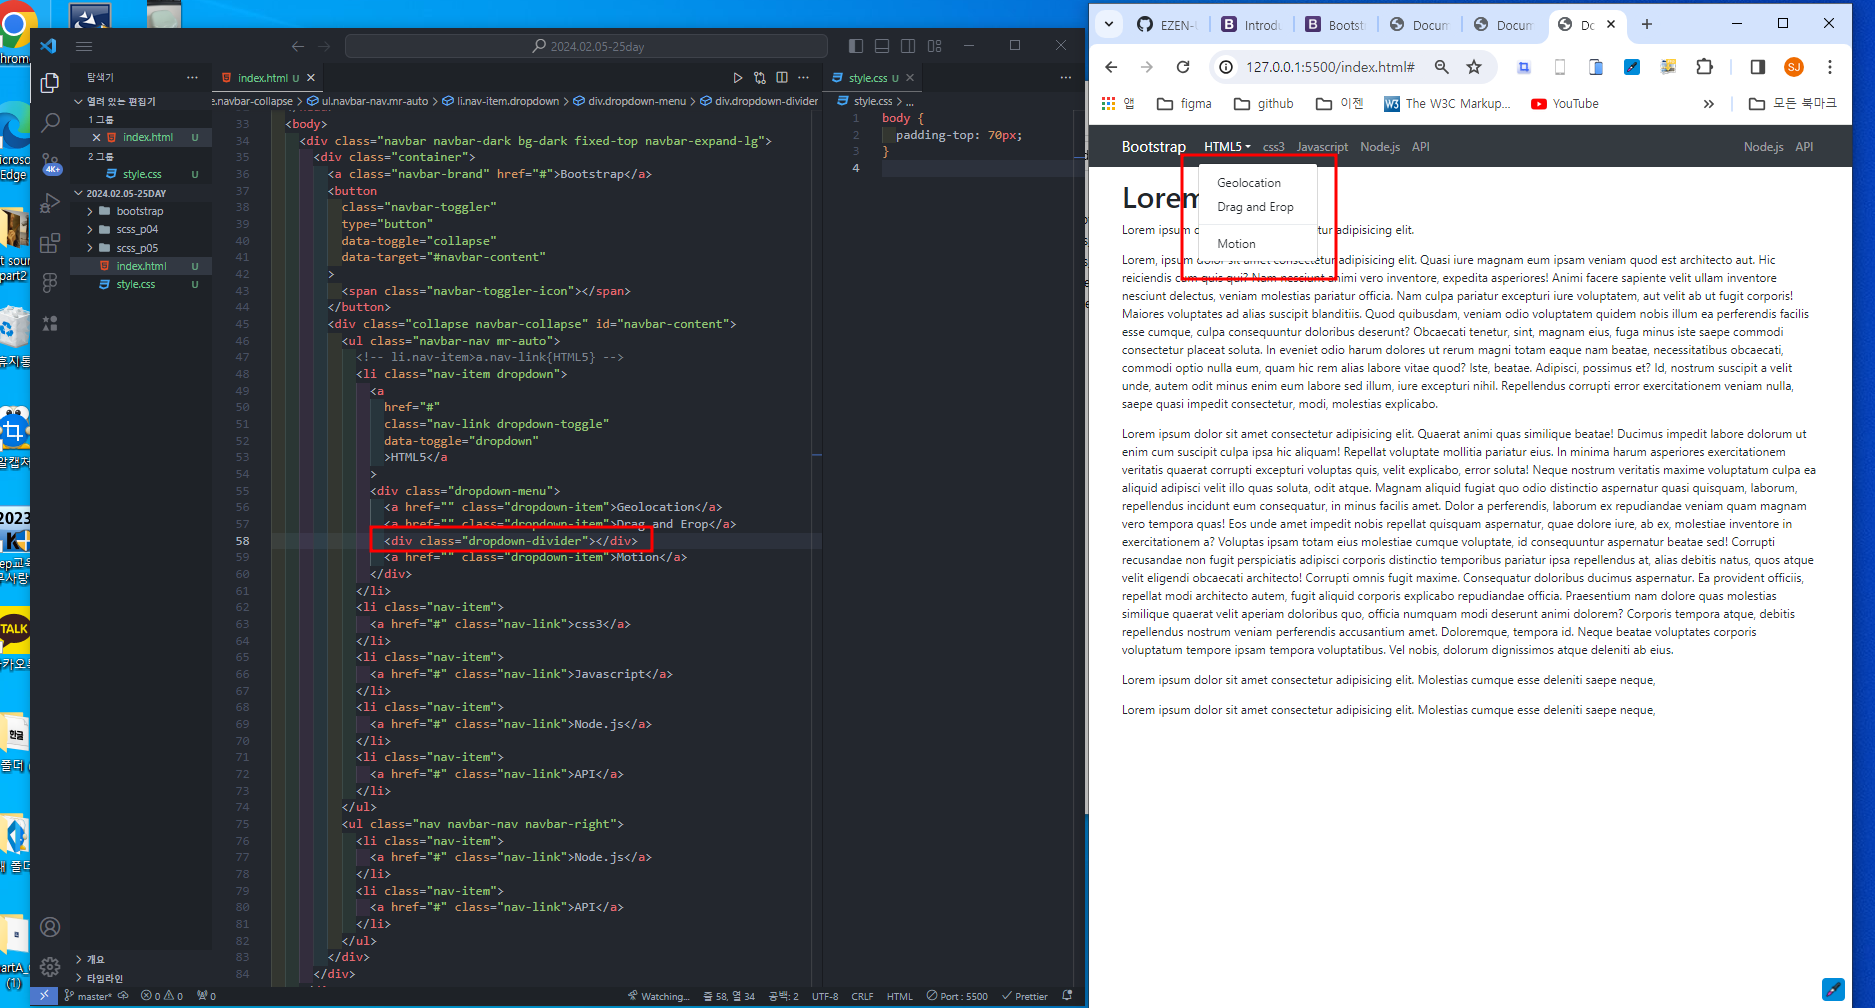 2024.02.05-25day
탐색기
열려 있는 편집기
1 그룹
index.html U
2 그룹
style.css U
2024.02.05-25DAY
bootstrap
scss_p04
scss_p05
index.html U
style.css U
개요
타임라인
index.html U
e.navbar-collapse > ul.navbar-nav.mr-auto > li.nav-item.dropdown > div.dropdown-menu > div.dropdown-divider
33 <body>
34 <div class="navbar navbar-dark bg-dark fixed-top navbar-expand-lg">
35 <div class="container">
36 <a class="navbar-brand" href="#">Bootstrap</a>
37 <button
38 class="navbar-toggler"
39 type="button"
40 data-toggle="collapse"
41 data-target="#navbar-content"
42 >
43 <span class="navbar-toggler-icon"></span>
44 </button>
45 <div class="collapse navbar-collapse" id="navbar-content">
46 <ul class="navbar-nav mr-auto">
47 <!-- li.nav-item>a.nav-link{HTML5} -->
48 <li class="nav-item dropdown">
49 <a
50 href="#"
51 class="nav-link dropdown-toggle"
52 data-toggle="dropdown"
53 >HTML5</a
54 >
55 <div class="dropdown-menu">
56 <a href="" class="dropdown-item">Geolocation</a>
57 <a href="" class="dropdown-item">Drag and Erop</a>
58 <div class="dropdown-divider"></div>
59 <a href="" class="dropdown-item">Motion</a>
60 </div>
61 </li>
62 <li class="nav-item">
63 <a href="#" class="nav-link">css3</a>
64 </li>
65 <li class="nav-item">
66 <a href="#" class="nav-link">Javascript</a>
67 </li>
68 <li class="nav-item">
69 <a href="#" class="nav-link">Node.js</a>
70 </li>
71 <li class="nav-item">
72 <a href="#" class="nav-link">API</a>
73 </li>
74 </ul>
75 <ul class="nav navbar-nav navbar-right">
76 <li class="nav-item">
77 <a href="#" class="nav-link">Node.js</a>
78 </li>
79 <li class="nav-item">
80 <a href="#" class="nav-link">API</a>
81 </li>
82 </ul>
83 </div>
84 </div>
style.css U
style.css > ...
1 body {
2 padding-top: 70px;
3 }
4
4K+
master* 0 0 0
Watching... 줄 58, 열 34 공백: 2 UTF-8 CRLF HTML Port : 5500 Prettier
EZEN- Introdu Bootst Docum Docum Do
127.0.0.1:5500/index.html#
SJ
앱 figma github 이젠 The W3C Markup... YouTube » 모든 북마크
Bootstrap HTML5 css3 Javascript Node.js API Node.js API
Geolocation
Drag and Erop
Motion
Lorem
Lorem ipsum tur adipisicing elit.
Lorem, ipsum dolor sit amet consectetur adipisicing elit. Quasi iure magnam eum ipsam veniam quod est architecto aut. Hic
reiciendis cum quis qui? Nam nesciunt animi vero inventore, expedita asperiores! Animi facere sapiente velit ullam inventore
nesciunt delectus, veniam molestias pariatur officia. Nam culpa pariatur excepturi iure voluptatem, aut velit ab ut fugit corporis!
Maiores voluptates ad alias suscipit blanditiis. Quod quibusdam, veniam odio voluptatem quidem nobis illum ea perferendis facilis
esse cumque, culpa consequuntur doloribus deserunt? Obcaecati tenetur, sint, magnam eius, fuga minus iste saepe commodi
consectetur placeat soluta. In eveniet odio harum dolores ut rerum magni totam eaque nam beatae, necessitatibus obcaecati,
commodi optio nulla eum, quam hic rem alias labore vitae quod? Iste, beatae. Adipisci, possimus et? Id, nostrum suscipit a velit
unde, autem odit minus enim eum labore sed illum, iure excepturi nihil. Repellendus corrupti error exercitationem veniam nulla,
saepe quasi impedit consectetur, modi, molestias explicabo.
Lorem ipsum dolor sit amet consectetur adipisicing elit. Quaerat animi quas similique beatae! Ducimus impedit labore dolorum ut
enim cum suscipit culpa ipsa hic aliquam! Repellat voluptate mollitia pariatur eius. In minima harum asperiores exercitationem
veritatis quaerat corrupti excepturi voluptas quis, velit explicabo, error soluta! Neque nostrum veritatis maxime voluptatum culpa ea
aliquid adipisci velit illo quas soluta, odit atque. Magnam aliquid fugiat quo odio distinctio aspernatur quasi quisquam, laborum,
repellendus incidunt eum consequatur, in minus facilis amet. Dolor a perferendis, laborum ex repudiandae veniam quam magnam
vero tempora quas! Eos unde amet impedit nobis repellat quisquam aspernatur, quae dolore iure, ab ex, molestiae inventore in
exercitationem a? Voluptas ipsam totam eius molestiae cumque voluptate, id consequuntur aspernatur beatae sed! Corrupti
recusandae non fugit perspiciatis adipisci corporis distinctio temporibus pariatur ipsa repellendus at, alias debitis natus, quos atque
velit eligendi obcaecati architecto! Corrupti omnis fugit maxime. Consequatur doloribus ducimus aspernatur. Ea provident officiis,
repellat modi architecto autem, fugit aliquid corporis explicabo repudiandae officia. Praesentium nam dolore quas molestias
similique quaerat velit aperiam doloribus quo, officia numquam modi deserunt animi dolorem? Corporis tempora atque, debitis
repellendus nostrum veniam perferendis accusantium amet. Doloremque, tempora id. Neque beatae voluptates corporis
voluptatum tempore ipsam tempora voluptatibus. Vel nobis, dolorum dignissimos atque deleniti ab eius.
Lorem ipsum dolor sit amet consectetur adipisicing elit. Molestias cumque esse deleniti saepe neque,
Lorem ipsum dolor sit amet consectetur adipisicing elit. Molestias cumque esse deleniti saepe neque,
Edge
part2
2023
TALK
한글
(1)